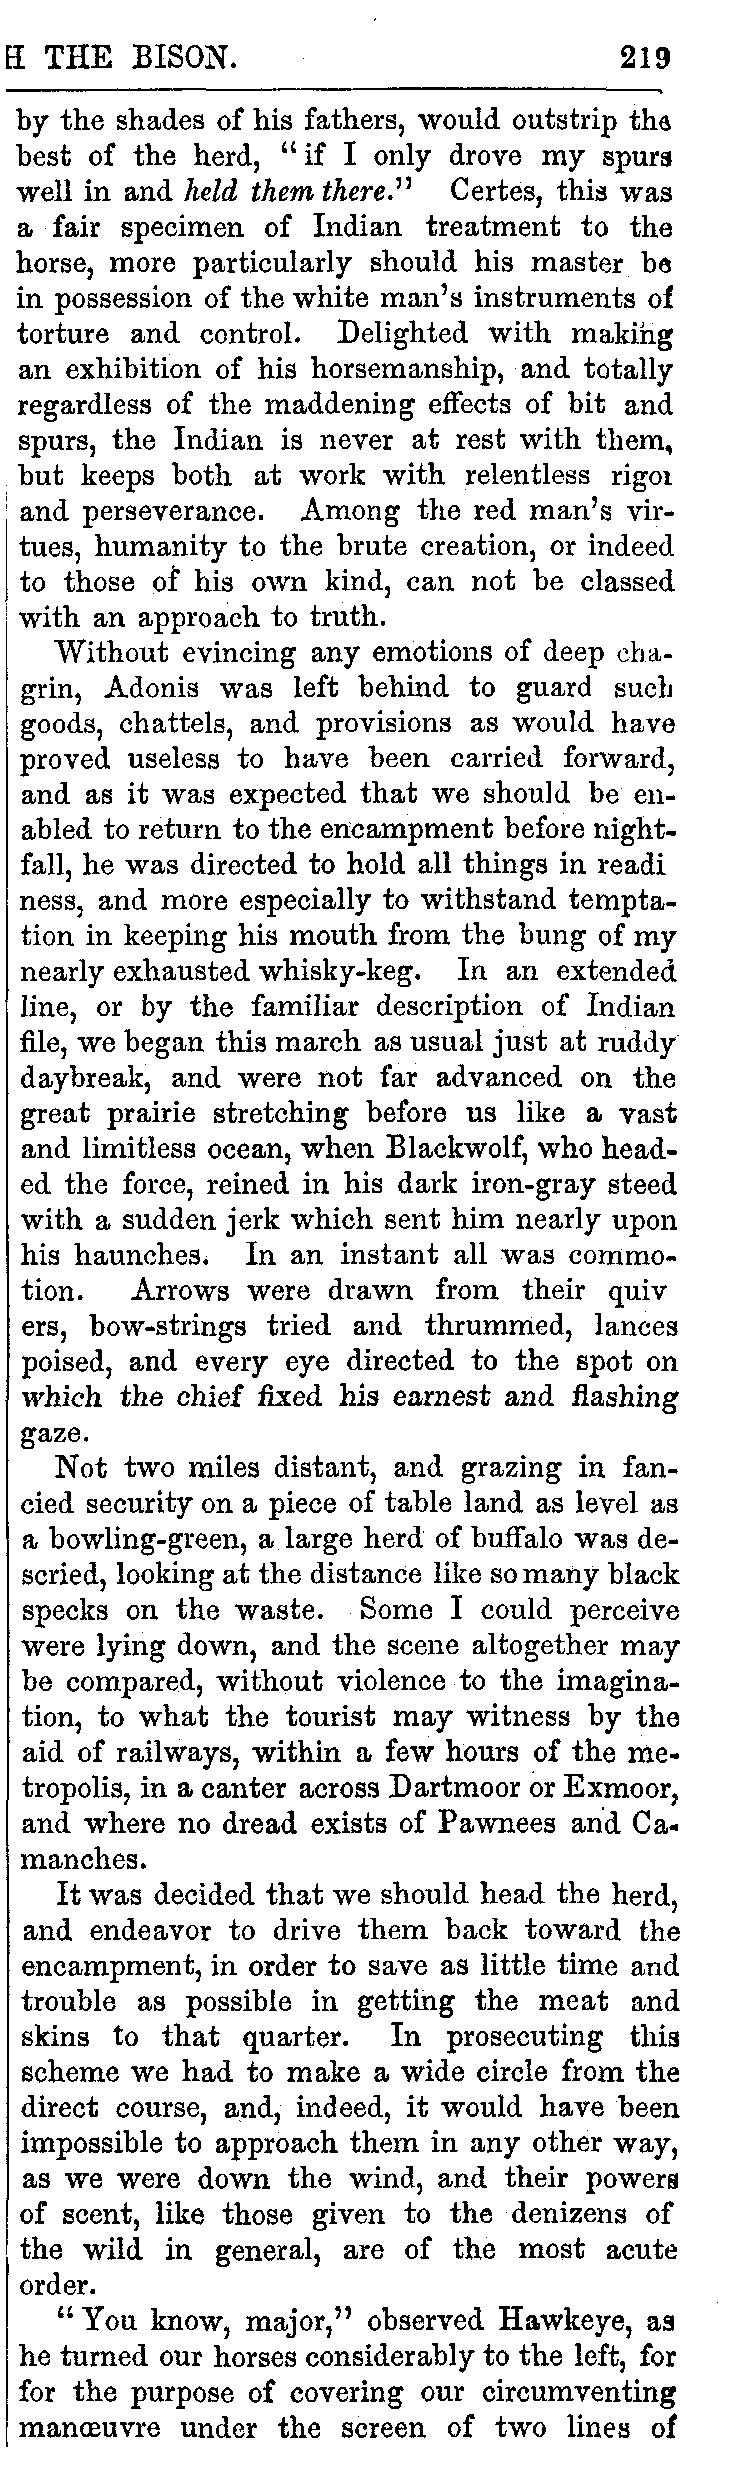 H THE BISON. 219
by the shades of his fathers, would outstrip the
best of the herd, "if I only drove my spurs
well in and held them there." Certes, this was
a fair specimen of Indian treatment to the
horse, more particularly should his master be
in possession of the white man's instruments of
torture and control. Delighted with making
an exhibition of his horsemanship, and totally
regardless of the maddening effects of bit and
spurs, the Indian is never at rest with them,
but keeps both at work with relentless rigor
and perseverance. Among the red man's vir-
tues, humanity to the brute creation, or indeed
to those of his own kind, can not be classed
with an approach to truth.
Without evincing any emotions of deep cha-
grin, Adonis was left behind to guard such
goods, chattels, and provisions as would have
proved useless to have been carried forward,
and as it was expected that we should be en-
abled to return to the encampment before night-
fall, he was directed to hold all things in readi
ness, and more especially to withstand tempta-
tion in keeping his mouth from the bung of my
nearly exhausted whisky-keg. In an extended
line, or by the familiar description of Indian
file, we began this march as usual just at ruddy
daybreak, and were not far advanced on the
great prairie stretching before us like a vast
and limitless ocean, when Blackwolf, who head-
ed the force, reined in his dark iron-gray steed
with a sudden jerk which sent him nearly upon
his haunches. In an instant all was commo-
tion. Arrows were drawn from their quiv
ers, bow-strings tried and thrummed, lances
poised, and every eye directed to the spot on
which the chief fixed his earnest and flashing
gaze.
Not two miles distant, and grazing in fan-
cied security on a piece of table land as level as
a bowling-green, a large herd of buffalo was de-
scried, looking at the distance like so many black
specks on the waste. Some I could perceive
were lying down, and the scene altogether may
be compared, without violence to the imagina-
tion, to what the tourist may witness by the
aid of railways, within a few hours of the me-
tropolis, in a canter across Dartmoor or Exmoor,
and where no dread exists of Pawnees and Ca-
manches.
It was decided that we should head the herd,
and endeavor to drive them back toward the
encampment, in order to save as little time and
trouble as possible in getting the meat and
skins to that quarter. In prosecuting this
scheme we had to make a wide circle from the
direct course, and, indeed, it would have been
impossible to approach them in any other way,
as we were down the wind, and their powers
of scent, like those given to the denizens of
the wild in general, are of the most acute
order.
"You know, major," observed Hawkeye, as
he turned our horses considerably to the left, for
for the purpose of covering our circumventing
manœuvre under the screen of two lines of